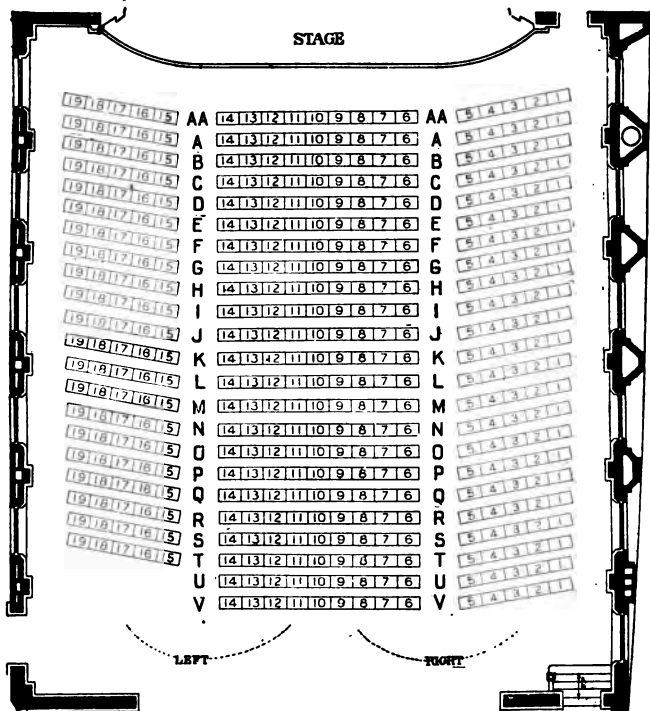 STAGE
19 18 17 16 15 AA 14 13 12 11 10 9 8 7 6 AA 5 4 3 2 1
19 18 17 16 15 A 14 13 12 11 10 9 8 7 6 A 5 4 3 2 1
19 18 17 16 15 B 14 13 12 11 10 9 8 7 6 B 5 4 3 2 1
19 18 17 16 15 C 14 13 12 11 10 9 8 7 6 C 5 4 3 2 1
19 18 17 16 15 D 14 13 12 11 10 9 8 7 6 D 5 4 3 2 1
19 18 17 16 15 E 14 13 12 11 10 9 8 7 6 E 5 4 3 2 1
19 18 17 16 15 F 14 13 12 11 10 9 8 7 6 F 5 4 3 2 1
19 18 17 16 15 G 14 13 12 11 10 9 8 7 6 G 5 4 3 2 1
19 18 17 16 15 H 14 13 12 11 10 9 8 7 6 H 5 4 3 2 1
19 18 17 16 15 I 14 13 12 11 10 9 8 7 6 I 5 4 3 2 1
19 18 17 16 15 J 14 13 12 11 10 9 8 7 6 J 5 4 3 2 1
19 18 17 16 15 K 14 13 12 11 10 9 8 7 6 K 5 4 3 2 1
19 18 17 16 15 L 14 13 12 11 10 9 8 7 6 L 5 4 3 2 1
19 18 17 16 15 M 14 13 12 11 10 9 8 7 6 M 5 4 3 2 1
19 18 17 16 5 N 14 13 12 11 10 9 8 7 6 N 5 4 3 2 1
19 18 17 16 5 O 14 13 12 11 10 9 8 7 6 O 5 4 3 2 1
19 18 17 16 5 P 14 13 12 11 10 9 8 7 6 P 5 4 3 2 1
19 18 17 16 5 Q 14 13 12 11 10 9 8 7 6 Q 5 4 3 2 1
19 18 17 16 5 R 14 13 12 11 10 9 8 7 6 R 5 4 3 2 1
19 18 17 16 5 S 14 13 12 11 10 9 8 7 6 S 5 4 3 2 1
19 18 17 16 5 T 14 13 12 11 10 9 8 7 6 T 5 4 3 2 1
U 14 13 12 11 10 9 8 7 6 U 5 4 3 2 1
V 14 13 12 11 10 9 8 7 6 V 5 4 3 2 1
LEFT RIGHT